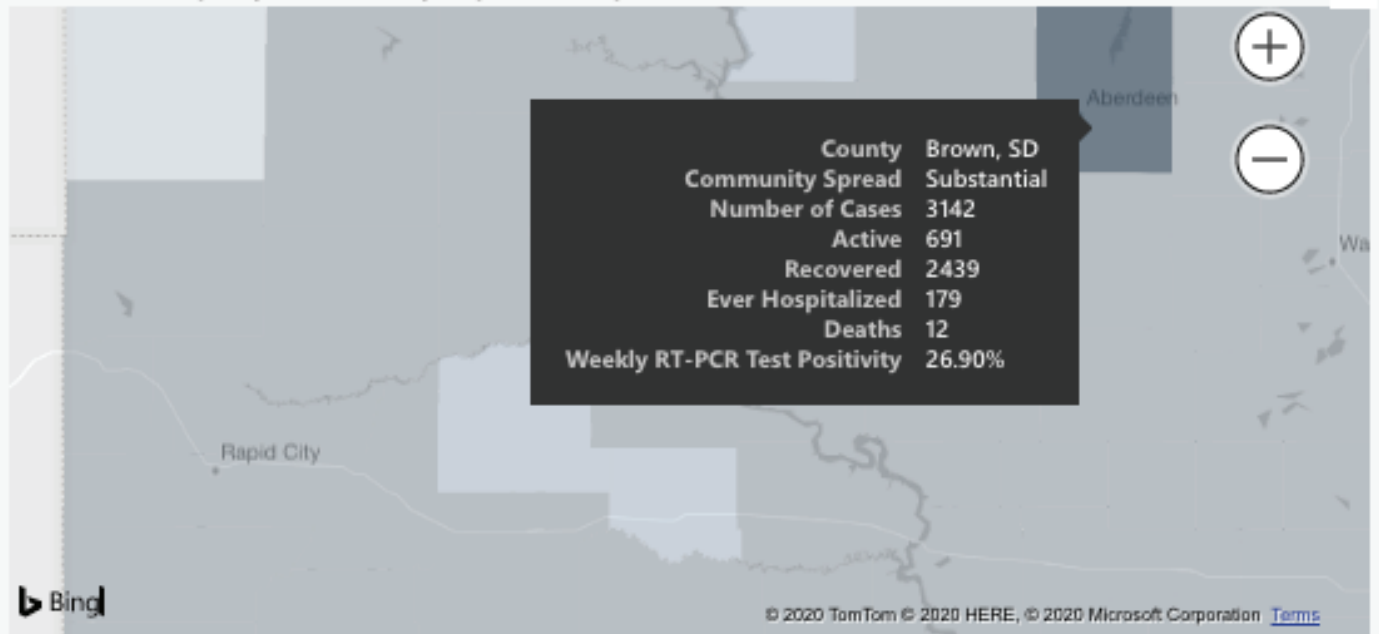 Aberdeen
County Brown, SD
Community Spread Substantial
Number of Cases 3142
Active 691
Recovered 2439
Ever Hospitalized 179
Deaths 12
Weekly RT-PCR Test Positivity 26.90%
Wa
Rapid City
Bing
© 2020 TomTom © 2020 HERE, © 2020 Microsoft Corporation Terms